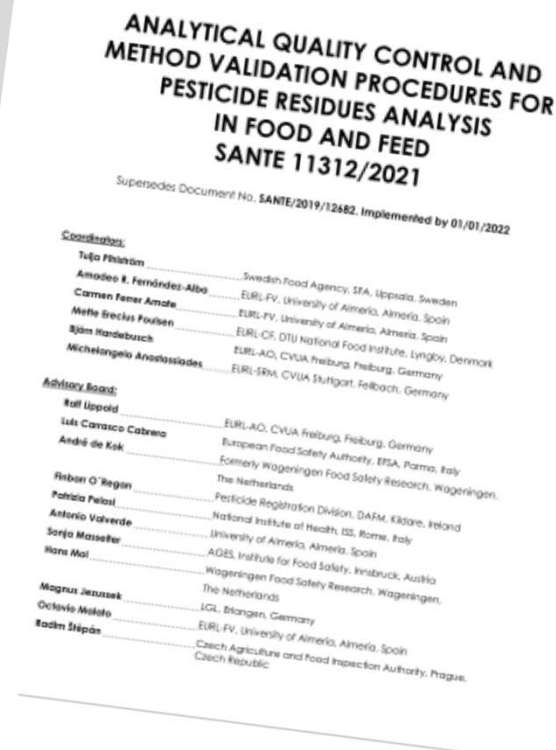 ANALYTICAL QUALITY CONTROL AND
METHOD VALIDATION PROCEDURES FOR
PESTICIDE RESIDUES ANALYSIS
IN FOOD AND FEED
SANTE 11312/2021
Supersedes Document No. SANTE/2019/12682. Implemented by 01/01/2022
Coordinators:
Tuija Pihlström Swedish Food Agency, SFA, Uppsala, Sweden
Amadeo R. Fernández-Alba EURL-FV, University of Almería, Almería, Spain
Carmen Ferrer Amate EURL-FV, University of Almería, Almería, Spain
Mette Erecius Poulsen EURL-CF, DTU National Food Institute, Lyngby, Denmark
Björn Hardebusch EURL-AO, CVUA Freiburg, Freiburg, Germany
Michelangelo Anastassiades EURL-SRM, CVUA Stuttgart, Fellbach, Germany
Advisory Board:
Ralf Lippold EURL-AO, CVUA Freiburg, Freiburg, Germany
Luis Carrasco Cabrera European Food Safety Authority, EFSA, Parma, Italy
André de Kok Formerly Wageningen Food Safety Research, Wageningen,
The Netherlands
Finbarr O´Regan Pesticide Registration Division, DAFM, Kildare, Ireland
Patrizia Pelosi National Institute of Health, ISS, Rome, Italy
Antonio Valverde University of Almería, Almería, Spain
Sonja Masselter AGES, Institute for Food Safety, Innsbruck, Austria
Hans Mol Wageningen Food Safety Research, Wageningen,
The Netherlands
Magnus Jezussek LGL, Erlangen, Germany
Octavio Malato EURL-FV, University of Almería, Almería, Spain
Radim Štěpán Czech Agriculture and Food Inspection Authority, Prague,
Czech Republic